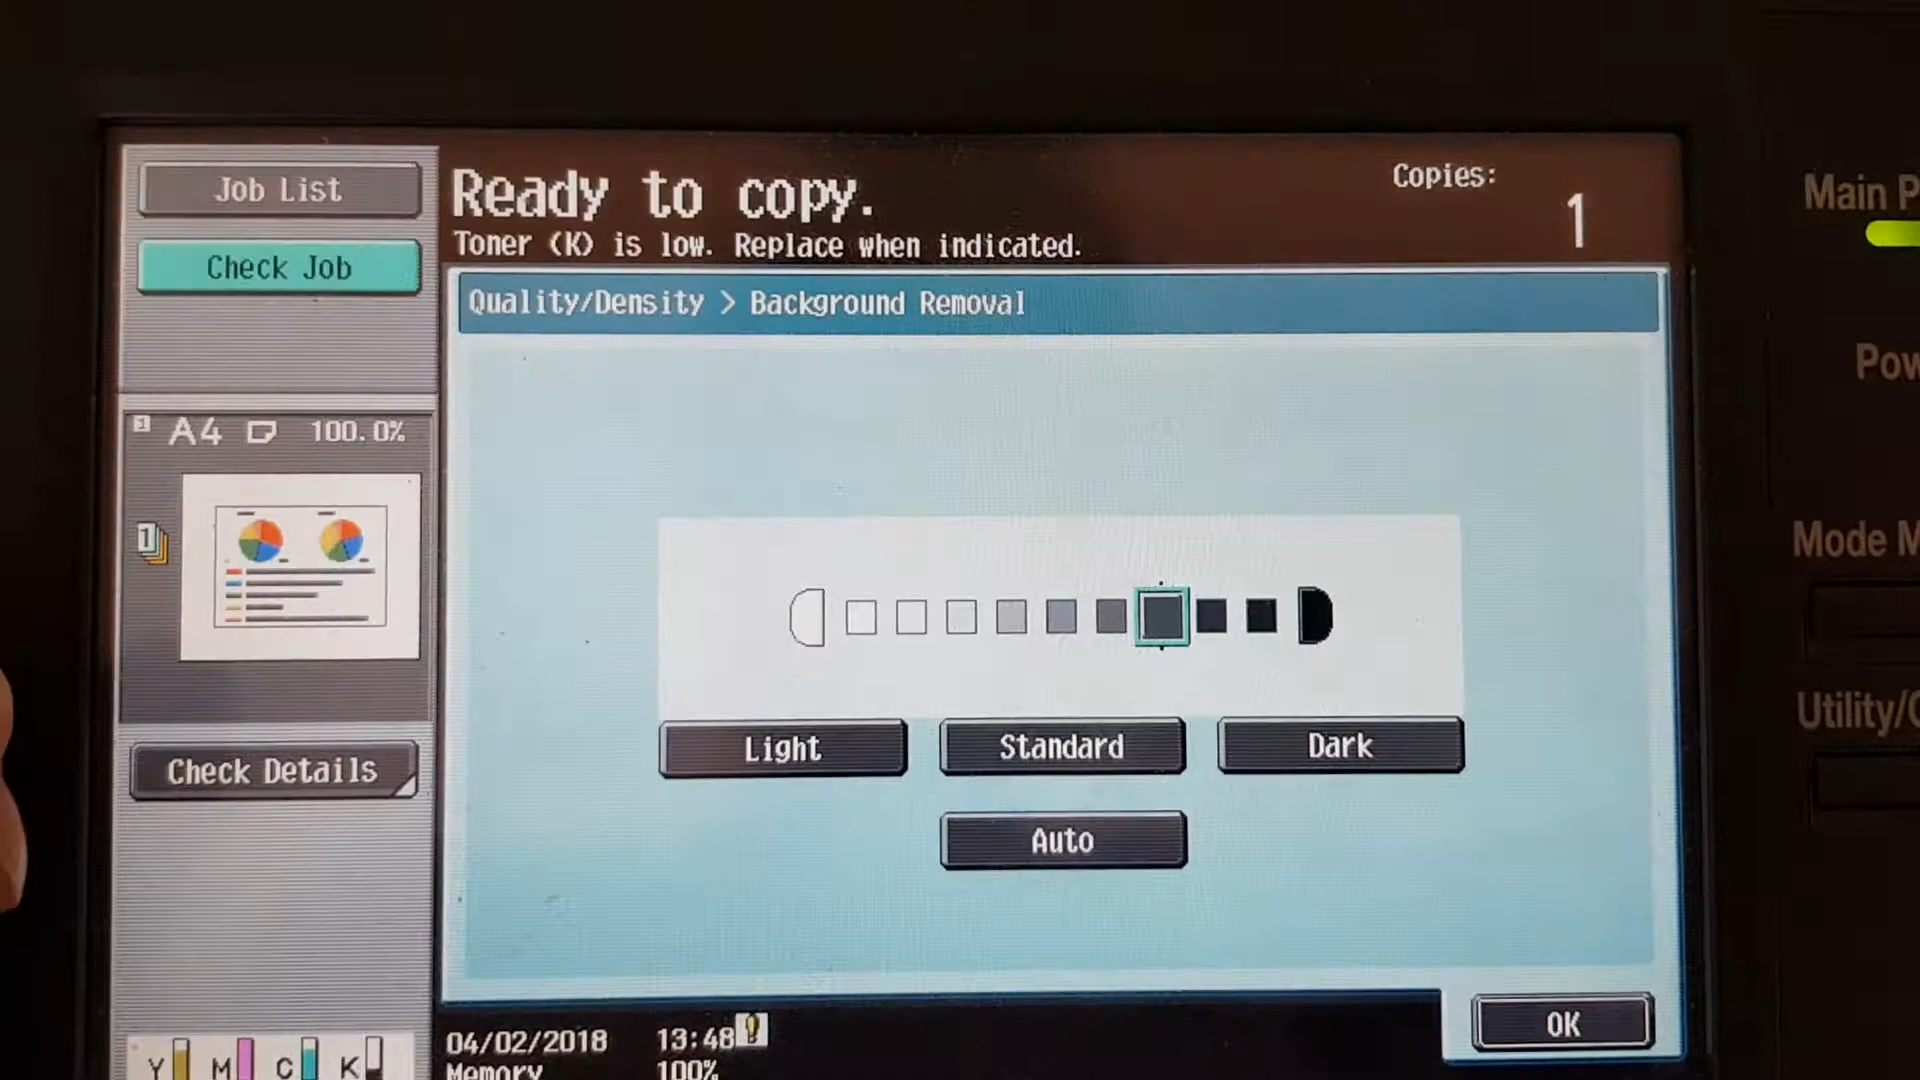 Job List
Check Job
Ready to copy.
Toner (K) is low. Replace when indicated.
Copies:
1
Quality/Density > Background Removal
1 A4 100.0%
1
Light
Standard
Dark
Auto
Check Details
OK
Y M C K
04/02/2018 13:48
Memory 100%
Main P
Pow
Mode M
Utility/C